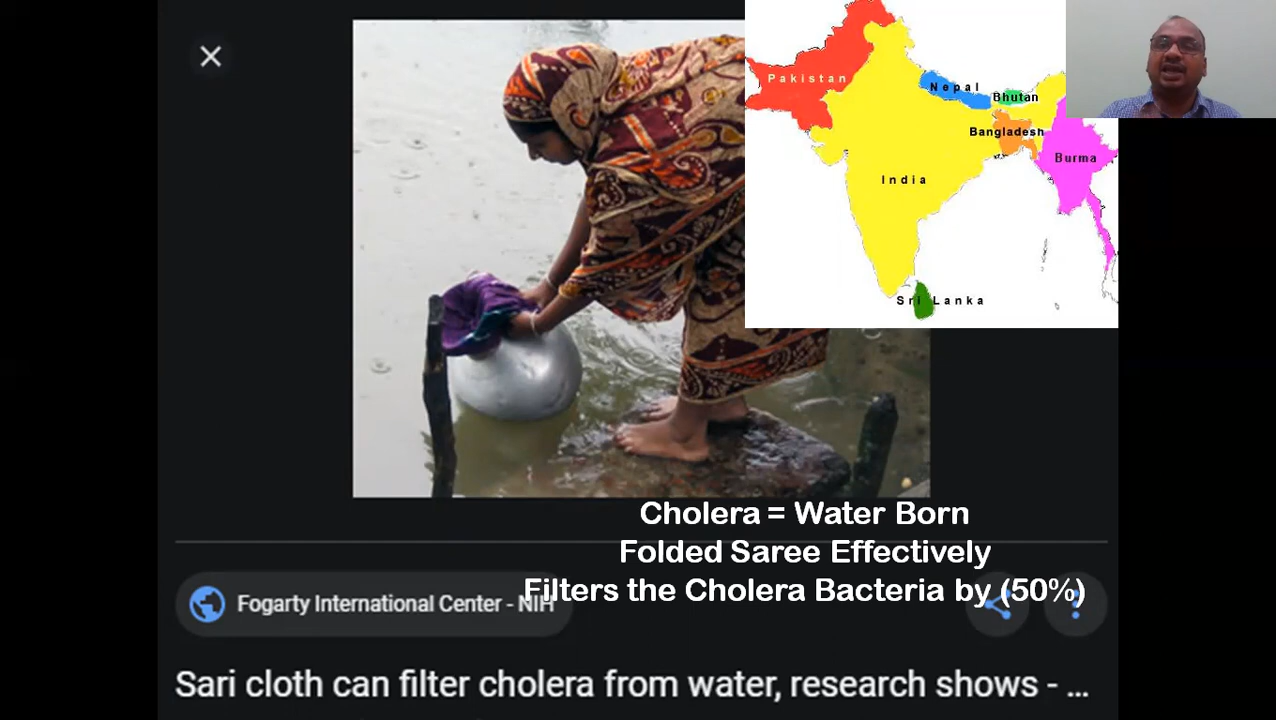 Pakistan
Nepal
Bhutan
Bangladesh
Burma
India
Sri Lanka
Cholera = Water Born
Folded Saree Effectively
Filters the Cholera Bacteria by (50%)
Fogarty International Center - NIH
Sari cloth can filter cholera from water, research shows - ...